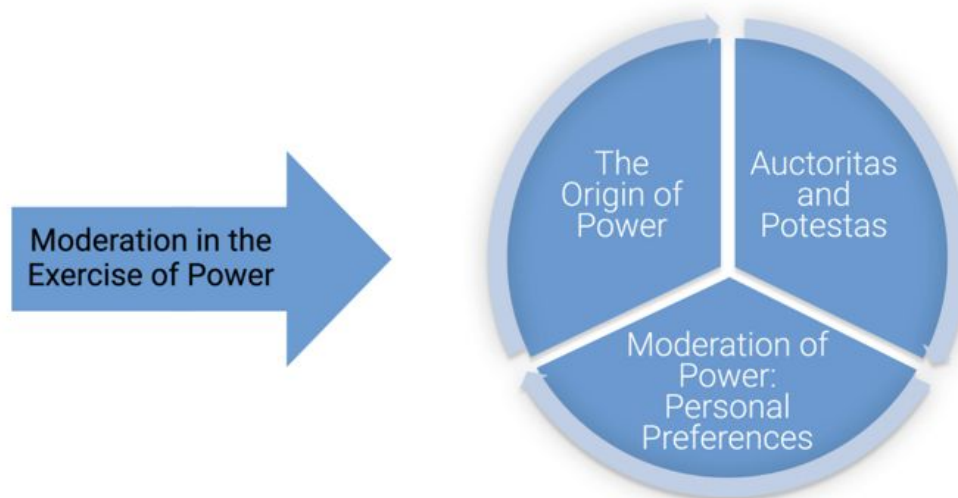 Moderation in the
Exercise of Power
The
Origin of
Power
Auctoritas
and
Potestas
Moderation of
Power:
Personal
Preferences